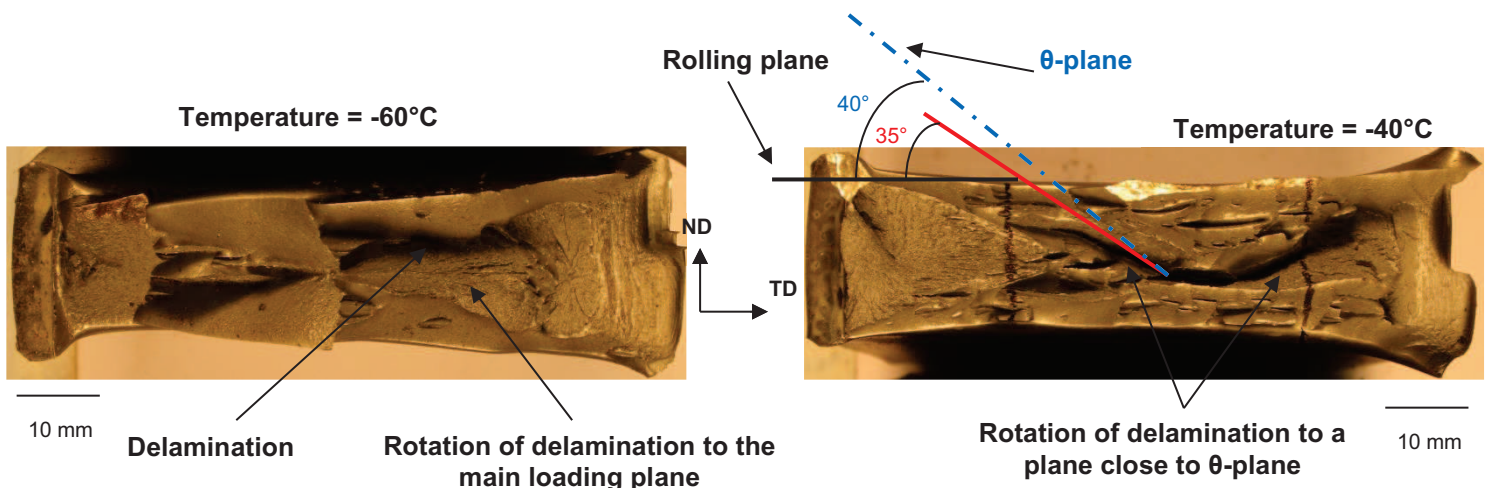 Rolling plane
θ-plane
40°
35°
Temperature = -60°C
Temperature = -40°C
ND
TD
10 mm
Delamination
Rotation of delamination to the
main loading plane
Rotation of delamination to a
plane close to θ-plane
10 mm